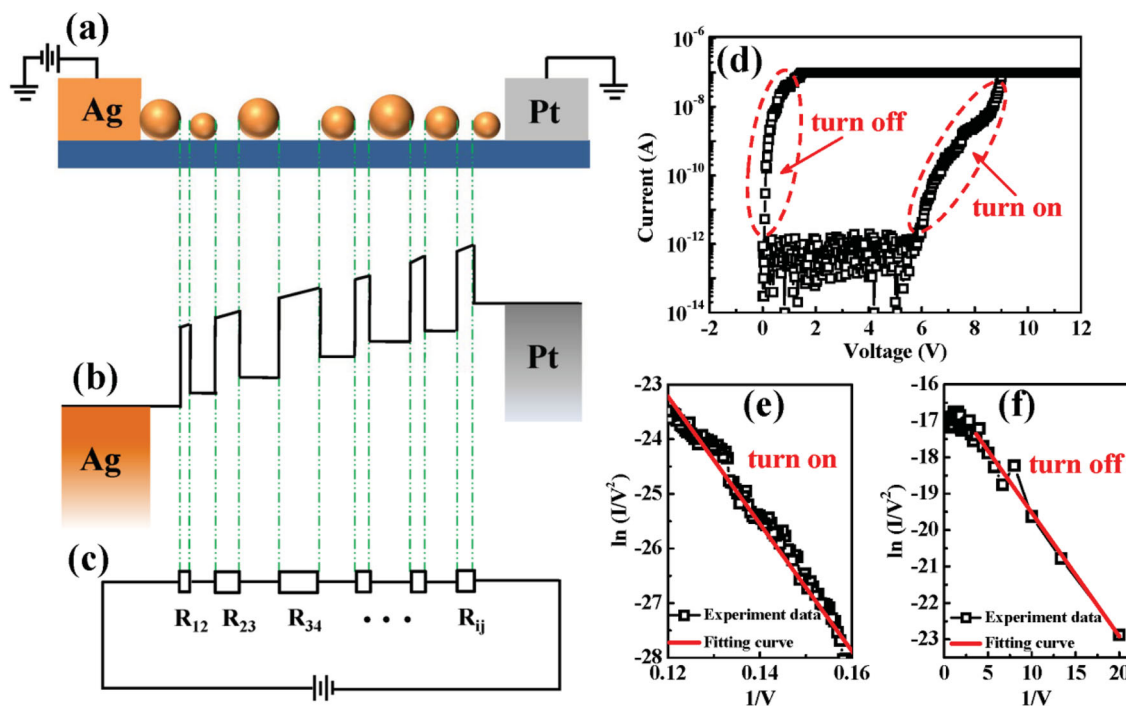 (a)
Ag
Pt
(b)
Ag
Pt
(c)
R₁₂
R₂₃
R₃₄
• • •
Rᵢⱼ
(d)
Current (A)
10⁻⁶
10⁻⁸
10⁻¹⁰
10⁻¹²
10⁻¹⁴
turn off
turn on
-2 0 2 4 6 8 10 12
Voltage (V)
(e)
turn on
ln (I/V²)
-23
-24
-25
-26
-27
-28
Experiment data
Fitting curve
0.12 0.14 0.16
1/V
(f)
turn off
ln (I/V²)
-16
-17
-18
-19
-20
-21
-22
-23
Experiment data
Fitting curve
0 5 10 15 20
1/V